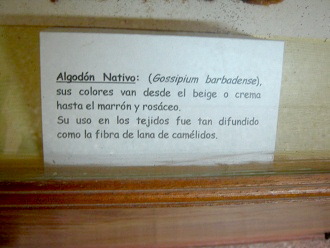 Algodón Nativo: (Gossipium barbadense),
sus colores van desde el beige o crema
hasta el marrón y rosáceo.
Su uso en los tejidos fue tan difundido
como la fibra de lana de camélidos.